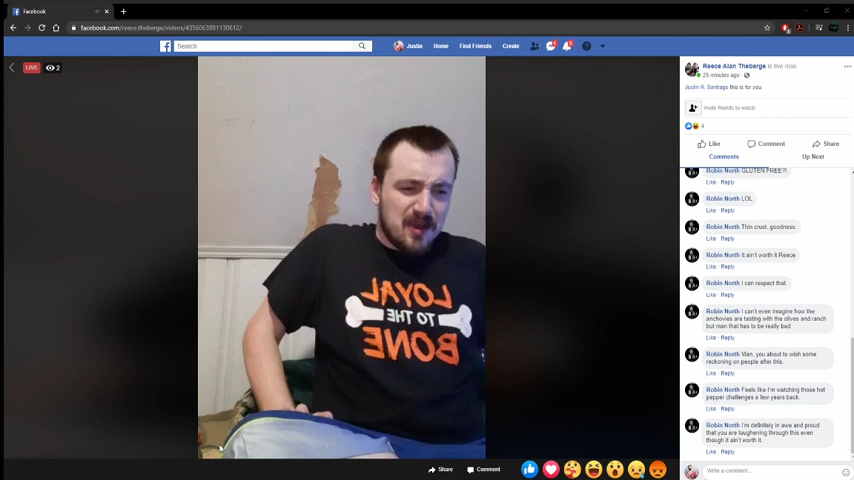 Facebook
facebook.com/reece.theberge/videos/4356063881130612/
Search
Justin Home Find Friends Create
LIVE 2
Reece Alan Theberge is live now
25 minutes ago
Justin R. Santiago this is for you.
Invite friends to watch
4
Like Comment Share
Comments Up Next
Robin North GLUTEN FREE?!
Like Reply
Robin North LOL
Like Reply
Robin North Thin crust..goodness.
Like Reply
Robin North It ain't worth it Reece
Like Reply
Robin North I can respect that.
Like Reply
Robin North I can't even imagine how the
anchovies are tasting with the olives and ranch
but man that has to be really bad
Like Reply
Robin North Man, you about to wish some
reckoning on people after this.
Like Reply
Robin North Feels like I'm watching those hot
pepper challenges a few years back.
Like Reply
Robin North I'm definitely in awe and proud
that you are toughening through this even
though it ain't worth it.
Like Reply
Write a comment...
LOYAL
TO THE
BONE
Share Comment